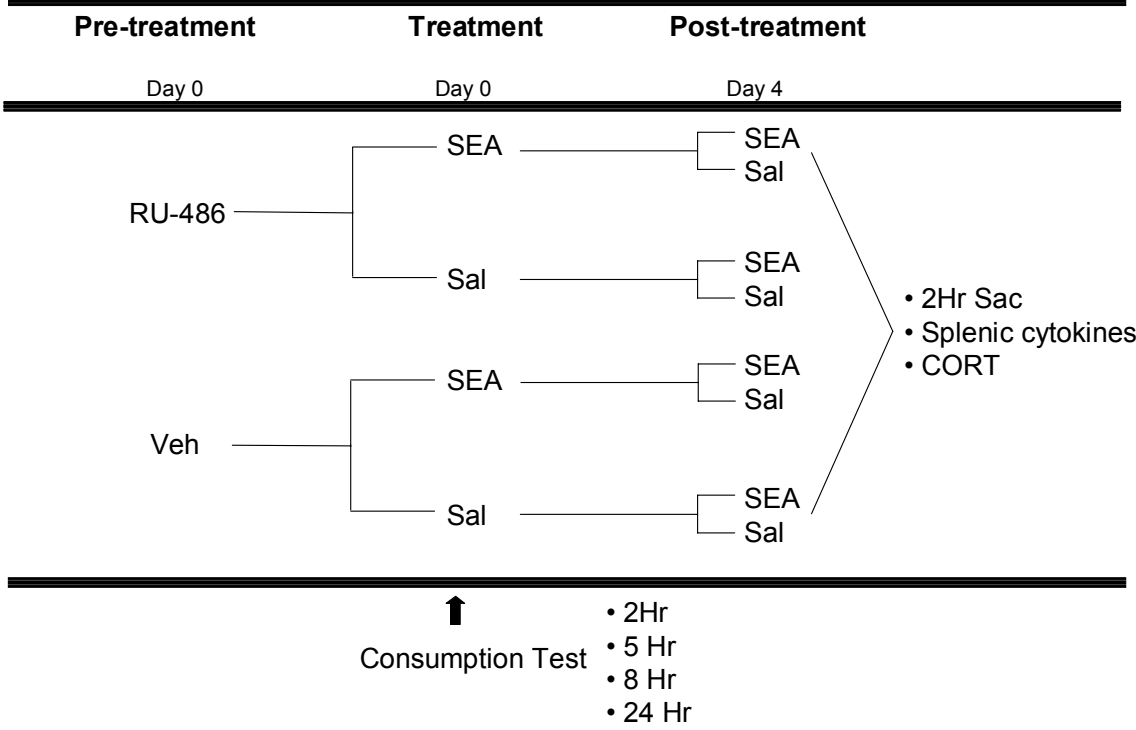 Pre-treatment Treatment Post-treatment
Day 0 Day 0 Day 4
SEA SEA
Sal
RU-486
Sal SEA
Sal
SEA SEA
Sal
Veh
Sal SEA
Sal
• 2Hr Sac
• Splenic cytokines
• CORT
Consumption Test
• 2Hr
• 5 Hr
• 8 Hr
• 24 Hr